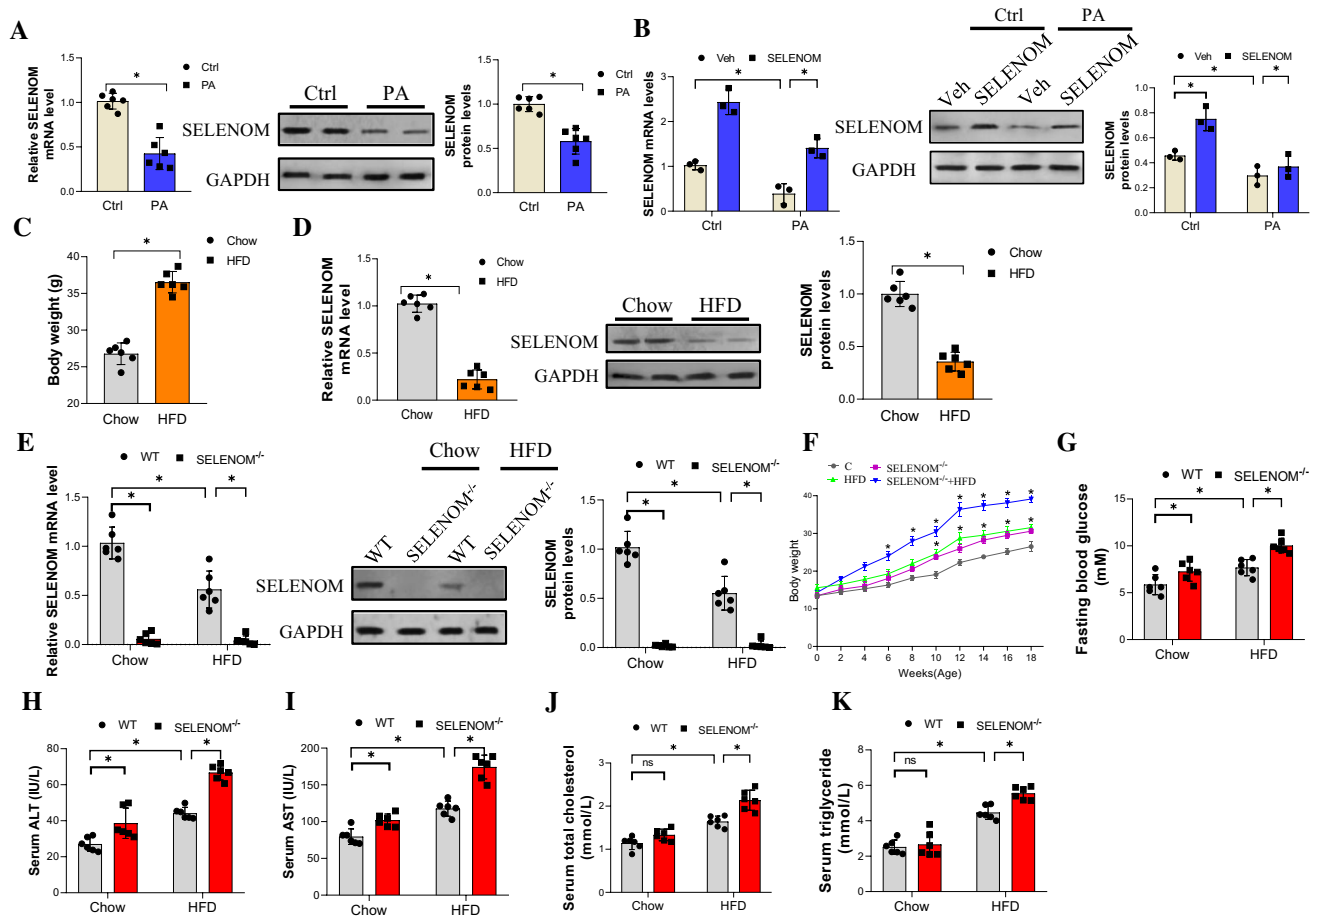 A
Relative SELENOM
mRNA level
1.5
1.0
0.5
0.0
*
Ctrl
PA
Ctrl
PA
Ctrl
PA
SELENOM
GAPDH
SELENOM
protein levels
1.5
1.0
0.5
0.0
*
Ctrl
PA
Ctrl
PA
B
SELENOM mRNA levels
3
2
1
0
Veh
SELENOM
*
*
Ctrl
PA
Ctrl
PA
Veh
SELENOM
Veh
SELENOM
SELENOM
GAPDH
SELENOM
protein levels
1.0
0.8
0.6
0.4
0.2
0.0
Veh
SELENOM
*
*
*
Ctrl
PA
C
Body weight (g)
40
35
30
25
20
*
Chow
HFD
Chow
HFD
D
Relative SELENOM
mRNA level
1.5
1.0
0.5
0.0
*
Chow
HFD
Chow
HFD
Chow
HFD
SELENOM
GAPDH
SELENOM
protein levels
1.5
1.0
0.5
0.0
*
Chow
HFD
Chow
HFD
E
Relative SELENOM mRNA level
1.5
1.0
0.5
0.0
WT
SELENOM-/-
*
*
*
Chow
HFD
Chow
HFD
WT
SELENOM-/-
WT
SELENOM-/-
SELENOM
GAPDH
SELENOM
protein levels
1.5
1.0
0.5
0.0
WT
SELENOM-/-
*
*
*
Chow
HFD
F
C
SELENOM-/-
HFD
SELENOM-/-+HFD
Body weight
40
30
20
10
0
* * * * * * *
* * * * *
0 2 4 6 8 10 12 14 16 18
Weeks(Age)
G
Fasting blood glucose
(mM)
15
10
5
0
WT
SELENOM-/-
*
*
*
Chow
HFD
H
Serum ALT (IU/L)
80
60
40
20
0
WT
SELENOM-/-
*
*
*
Chow
HFD
I
Serum AST (IU/L)
200
150
100
50
0
WT
SELENOM-/-
*
*
*
Chow
HFD
J
Serum total cholesterol
(mmol/L)
3
2
1
0
WT
SELENOM-/-
*
ns
*
Chow
HFD
K
Serum triglyceride
(mmol/L)
8
6
4
2
0
WT
SELENOM-/-
*
ns
*
Chow
HFD